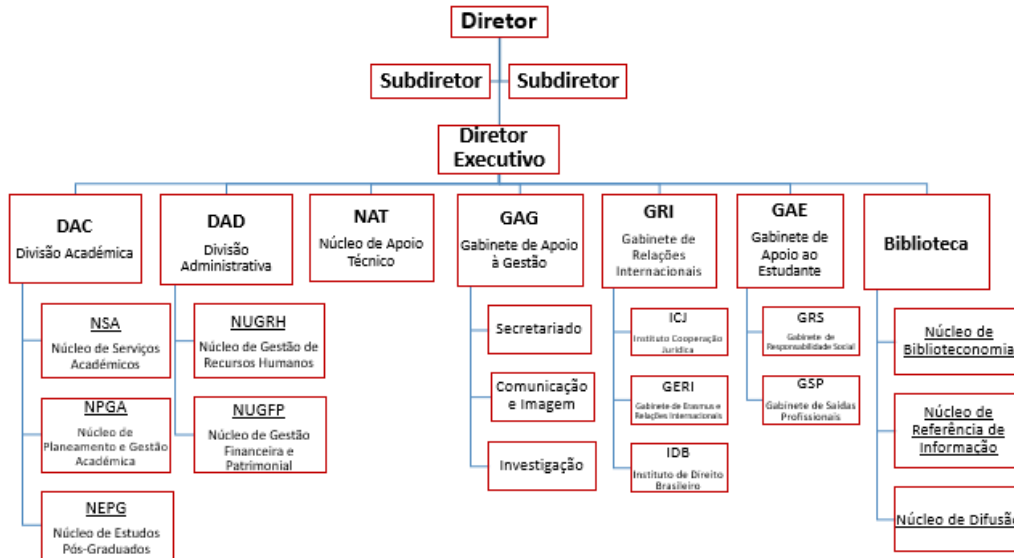 Diretor
Subdiretor
Subdiretor
Diretor
Executivo
DAC
Divisão Académica
DAD
Divisão
Administrativa
NAT
Núcleo de Apoio
Técnico
GAG
Gabinete de Apoio
à Gestão
GRI
Gabinete de
Relações
Internacionais
GAE
Gabinete de
Apoio ao
Estudante
Biblioteca
NSA
Núcleo de Serviços
Académicos
NPGA
Núcleo de
Planeamento e Gestão
Académica
NEPG
Núcleo de Estudos
Pós-Graduados
NUGRH
Núcleo de Gestão de
Recursos Humanos
NUGFP
Núcleo de Gestão
Financeira e
Patrimonial
Secretariado
Comunicação
e Imagem
Investigação
ICJ
Instituto Cooperação
Jurídica
GERI
Gabinete de Erasmus e
Relações Internacionais
IDB
Instituto de Direito
Brasileiro
GRS
Gabinete de
Responsabilidade Social
GSP
Gabinete de Saídas
Profissionais
Núcleo de
Biblioteconomia
Núcleo de
Referência de
Informação
Núcleo de Difusão